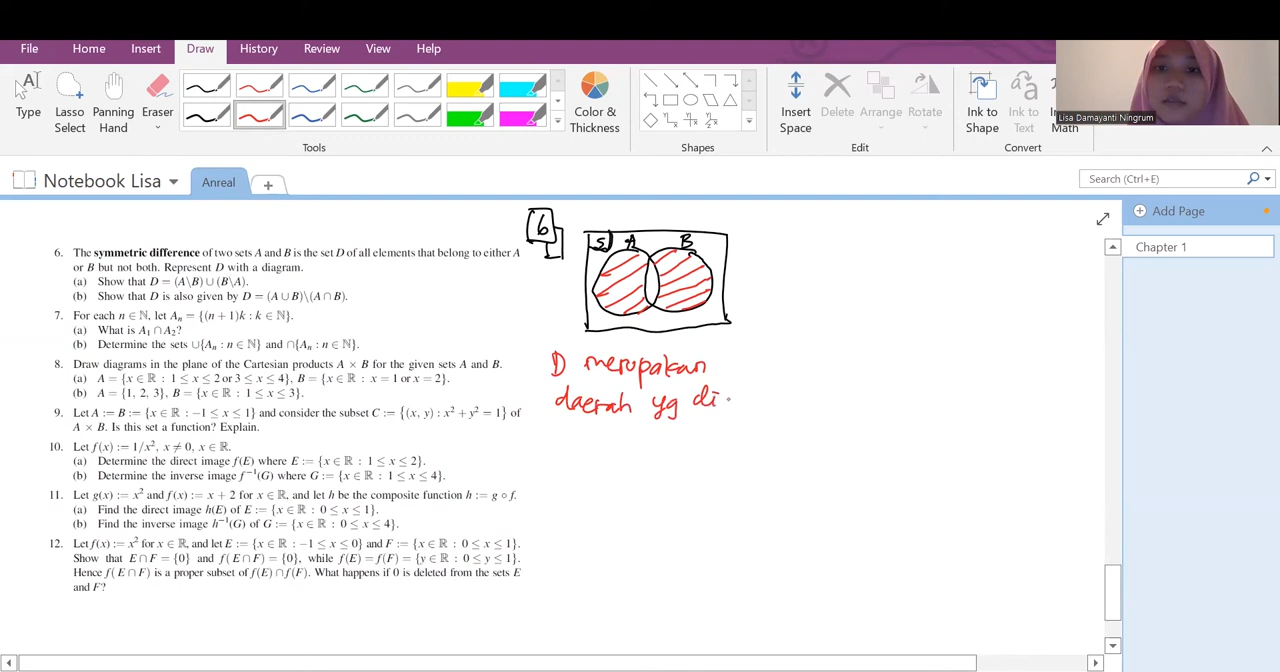 File Home Insert Draw History Review View Help
Type
Lasso Select
Panning Hand
Eraser
Color & Thickness
Insert Space
Delete
Arrange
Rotate
Ink to Shape
Ink to Text
Math
Tools
Shapes
Edit
Convert
Lisa Damayanti Ningrum
Notebook Lisa
Anreal
Search (Ctrl+E)
Add Page
Chapter 1
6. The symmetric difference of two sets A and B is the set D of all elements that belong to either A
or B but not both. Represent D with a diagram.
(a) Show that D = (A\B) ∪ (B\A).
(b) Show that D is also given by D = (A ∪ B)\(A ∩ B).
7. For each n ∈ ℕ, let Aₙ = {(n + 1)k : k ∈ ℕ}.
(a) What is A₁ ∩ A₂?
(b) Determine the sets ∪{Aₙ : n ∈ ℕ} and ∩{Aₙ : n ∈ ℕ}.
8. Draw diagrams in the plane of the Cartesian products A × B for the given sets A and B.
(a) A = {x ∈ ℝ : 1 ≤ x ≤ 2 or 3 ≤ x ≤ 4}, B = {x ∈ ℝ : x = 1 or x = 2}.
(b) A = {1, 2, 3}, B = {x ∈ ℝ : 1 ≤ x ≤ 3}.
9. Let A := B := {x ∈ ℝ : −1 ≤ x ≤ 1} and consider the subset C := {(x, y) : x² + y² = 1} of
A × B. Is this set a function? Explain.
10. Let f(x) := 1/x², x ≠ 0, x ∈ ℝ.
(a) Determine the direct image f(E) where E := {x ∈ ℝ : 1 ≤ x ≤ 2}.
(b) Determine the inverse image f⁻¹(G) where G := {x ∈ ℝ : 1 ≤ x ≤ 4}.
11. Let g(x) := x² and f(x) := x + 2 for x ∈ ℝ, and let h be the composite function h := g ∘ f.
(a) Find the direct image h(E) of E := {x ∈ ℝ : 0 ≤ x ≤ 1}.
(b) Find the inverse image h⁻¹(G) of G := {x ∈ ℝ : 0 ≤ x ≤ 4}.
12. Let f(x) := x² for x ∈ ℝ, and let E := {x ∈ ℝ : −1 ≤ x ≤ 0} and F := {x ∈ ℝ : 0 ≤ x ≤ 1}.
Show that E ∩ F = {0} and f(E ∩ F) = {0}, while f(E) = f(F) = {y ∈ ℝ : 0 ≤ y ≤ 1}.
Hence f(E ∩ F) is a proper subset of f(E) ∩ f(F). What happens if 0 is deleted from the sets E
and F?
6
S A B
D merupakan
daerah yg di